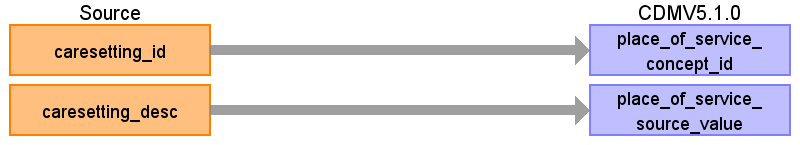 Source
CDMV5.1.0
caresetting_id
place_of_service_
concept_id
caresetting_desc
place_of_service_
source_value